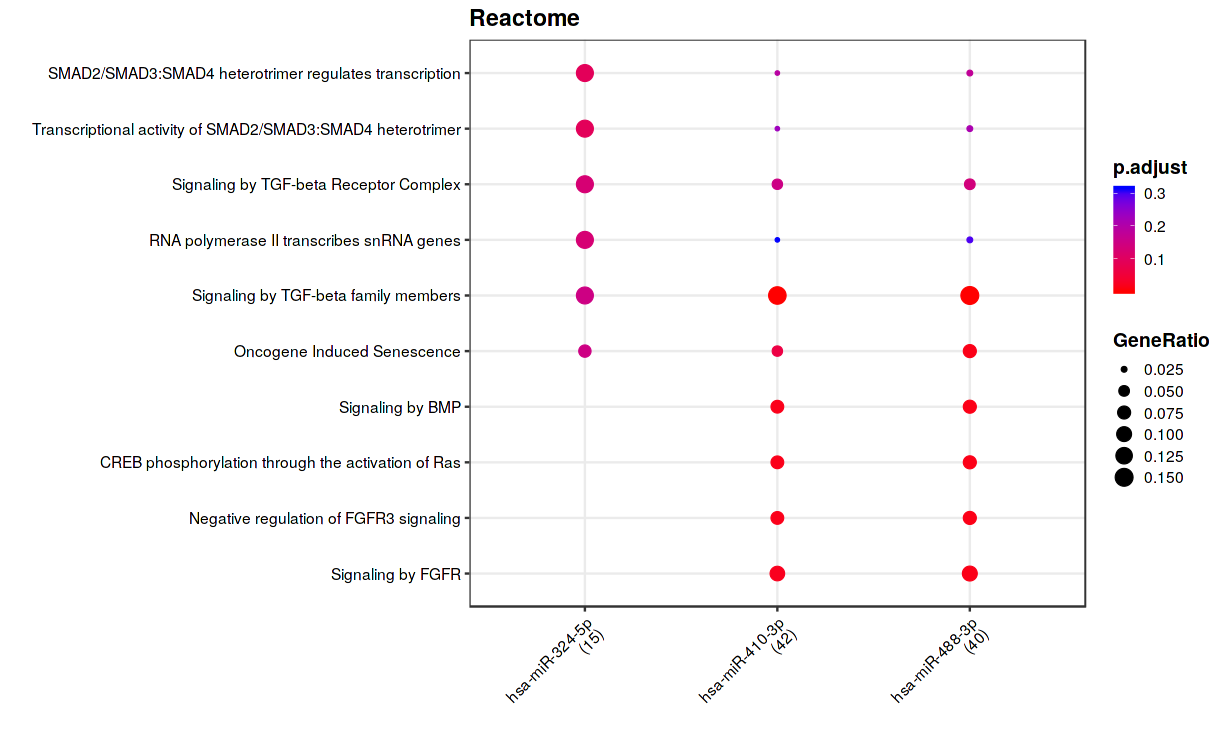 Reactome
SMAD2/SMAD3:SMAD4 heterotrimer regulates transcription
Transcriptional activity of SMAD2/SMAD3:SMAD4 heterotrimer
Signaling by TGF-beta Receptor Complex
RNA polymerase II transcribes snRNA genes
Signaling by TGF-beta family members
Oncogene Induced Senescence
Signaling by BMP
CREB phosphorylation through the activation of Ras
Negative regulation of FGFR3 signaling
Signaling by FGFR
hsa-miR-324-5p
(15)
hsa-miR-410-3p
(42)
hsa-miR-488-3p
(40)
p.adjust
0.3
0.2
0.1
GeneRatio
0.025
0.050
0.075
0.100
0.125
0.150